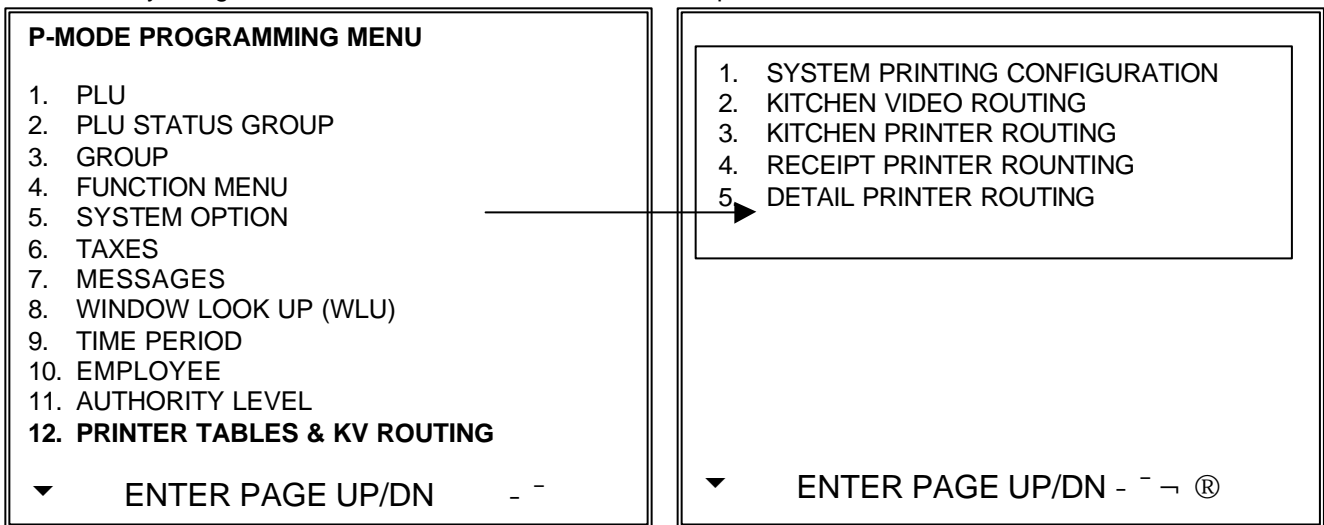 P-MODE PROGRAMMING MENU
1. PLU
2. PLU STATUS GROUP
3. GROUP
4. FUNCTION MENU
5. SYSTEM OPTION
6. TAXES
7. MESSAGES
8. WINDOW LOOK UP (WLU)
9. TIME PERIOD
10. EMPLOYEE
11. AUTHORITY LEVEL
12. PRINTER TABLES & KV ROUTING
ENTER PAGE UP/DN - ¯
1. SYSTEM PRINTING CONFIGURATION
2. KITCHEN VIDEO ROUTING
3. KITCHEN PRINTER ROUTING
4. RECEIPT PRINTER ROUNTING
5. DETAIL PRINTER ROUTING
ENTER PAGE UP/DN - ¯ ¬ ®